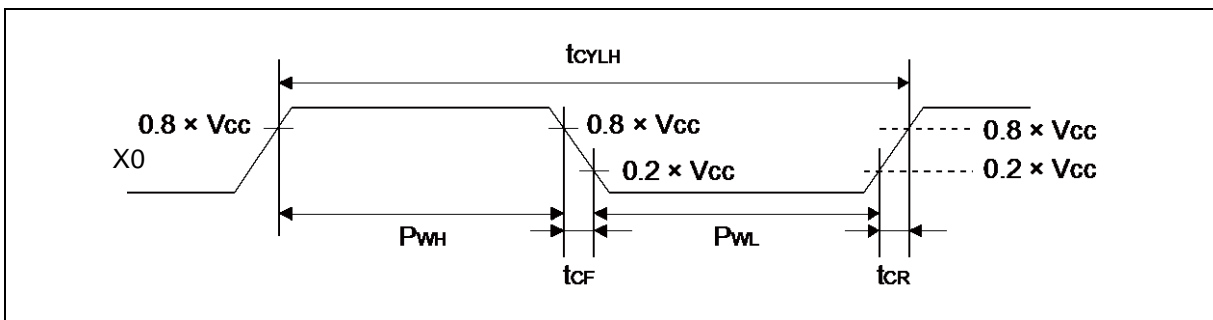 tCYLH
0.8 × VCC
0.8 × VCC
0.8 × VCC
X0
0.2 × VCC
0.2 × VCC
PWH
PWL
tCF
tCR